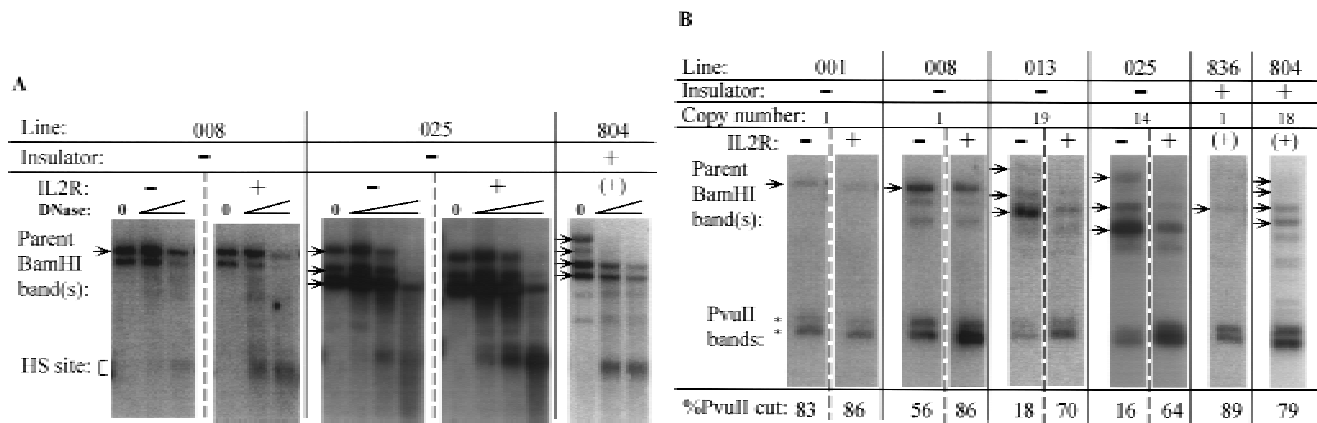 A
Line: 008 025 804
Insulator: - - +
IL2R: - + - + (+)
DNase: 0 0 0 0 0
Parent
BamHI
band(s):
HS site:
B
Line: 001 008 013 025 836 804
Insulator: - - - - + +
Copy number: 1 1 19 14 1 18
IL2R: - + - + - + - + (+) (+)
Parent
BamHI
band(s):
PvuII *
bands: *
%PvuII cut: 83 86 56 86 18 70 16 64 89 79